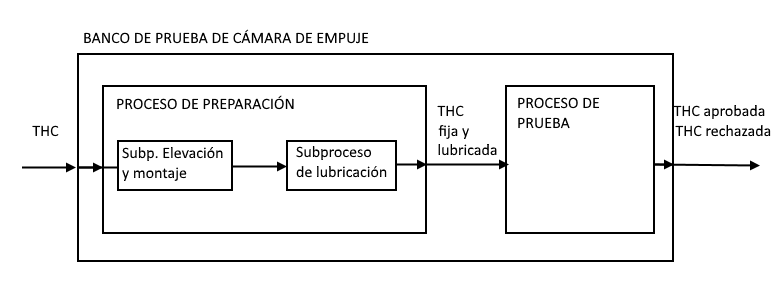 BANCO DE PRUEBA DE CÁMARA DE EMPUJE
THC
PROCESO DE PREPARACIÓN
Subp. Elevación
y montaje
Subproceso
de lubricación
THC
fija y
lubricada
PROCESO DE
PRUEBA
THC aprobada
THC rechazada